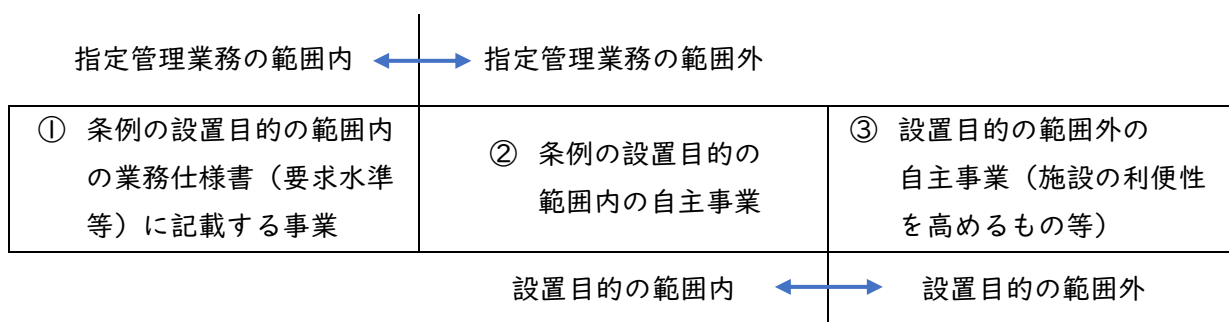 指定管理業務の範囲内
指定管理業務の範囲外
① 条例の設置目的の範囲内
の業務仕様書（要求水準
等）に記載する事業
② 条例の設置目的の
範囲内の自主事業
③ 設置目的の範囲外の
自主事業（施設の利便性
を高めるもの等）
設置目的の範囲内
設置目的の範囲外